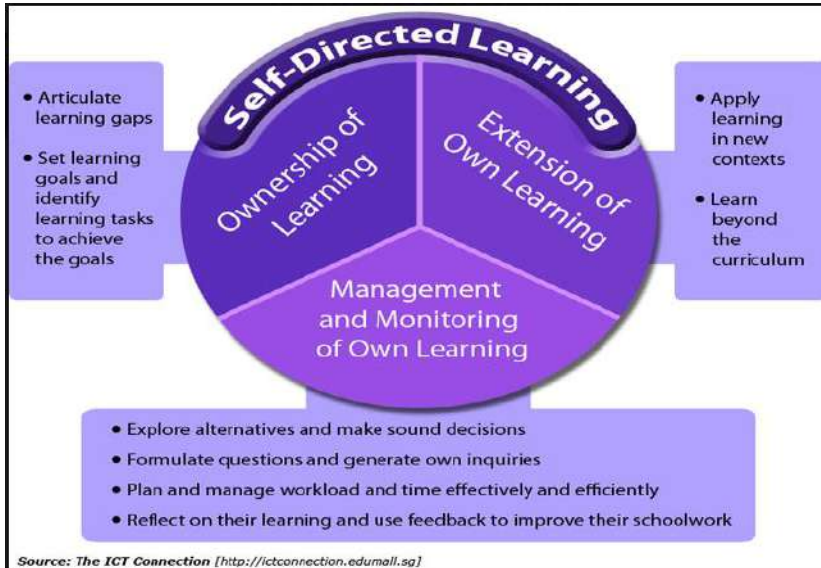 Self-Directed Learning
• Articulate
learning gaps
• Set learning
goals and
identify
learning tasks
to achieve
the goals
Ownership of
Learning
Extension of
Own Learning
• Apply
learning
in new
contexts
• Learn
beyond
the
curriculum
Management
and Monitoring
of Own Learning
• Explore alternatives and make sound decisions
• Formulate questions and generate own inquiries
• Plan and manage workload and time effectively and efficiently
• Reflect on their learning and use feedback to improve their schoolwork
Source: The ICT Connection [http://ictconnection.edumall.sg]